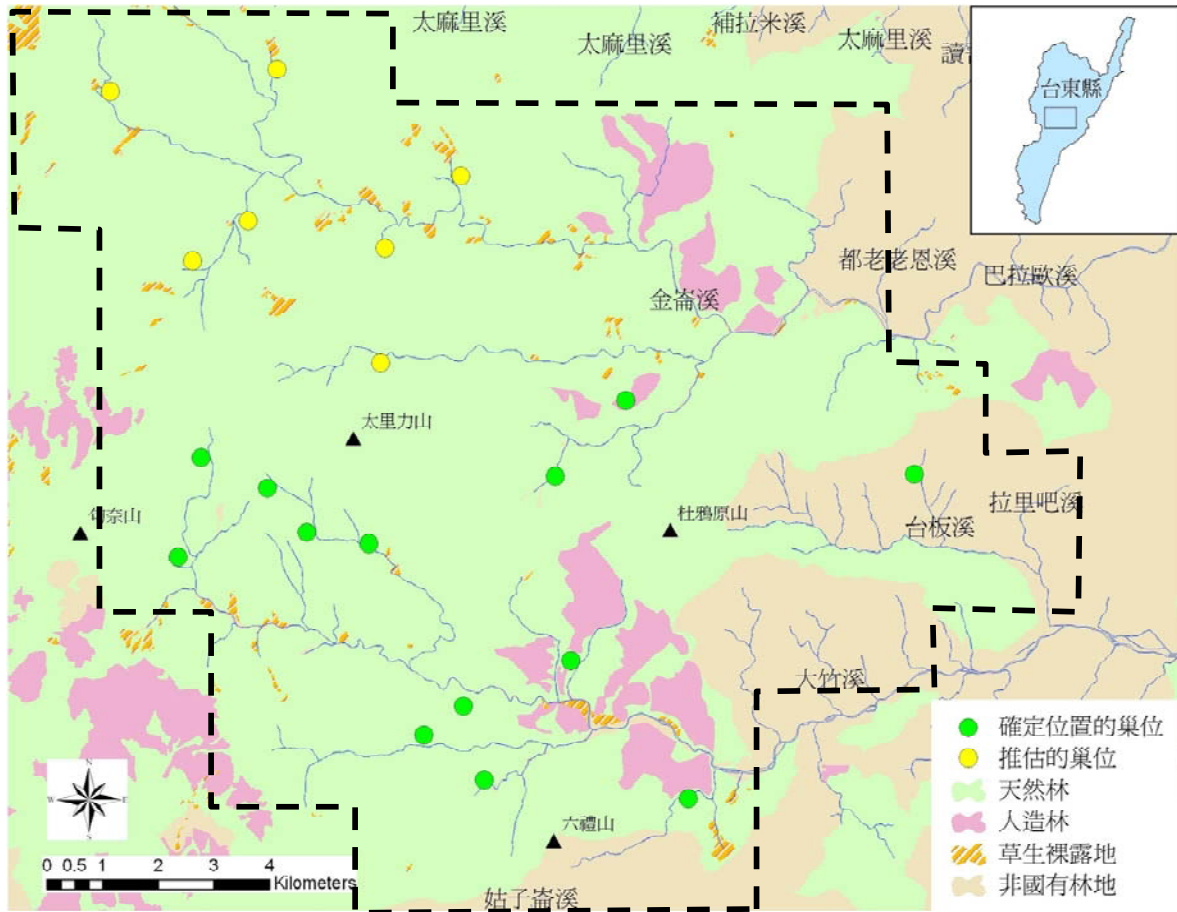 太麻里溪
太麻里溪
補拉米溪
太麻里溪
台東縣
都老老恩溪
巴拉歐溪
金崙溪
太里力山
杜鴉原山
拉里吧溪
台板溪
大竹溪
六禮山
姑子崙溪
確定位置的巢位
推估的巢位
天然林
人造林
草生裸露地
非國有林地
N
W
S
0 0.5 1 2 3 4
Kilometers